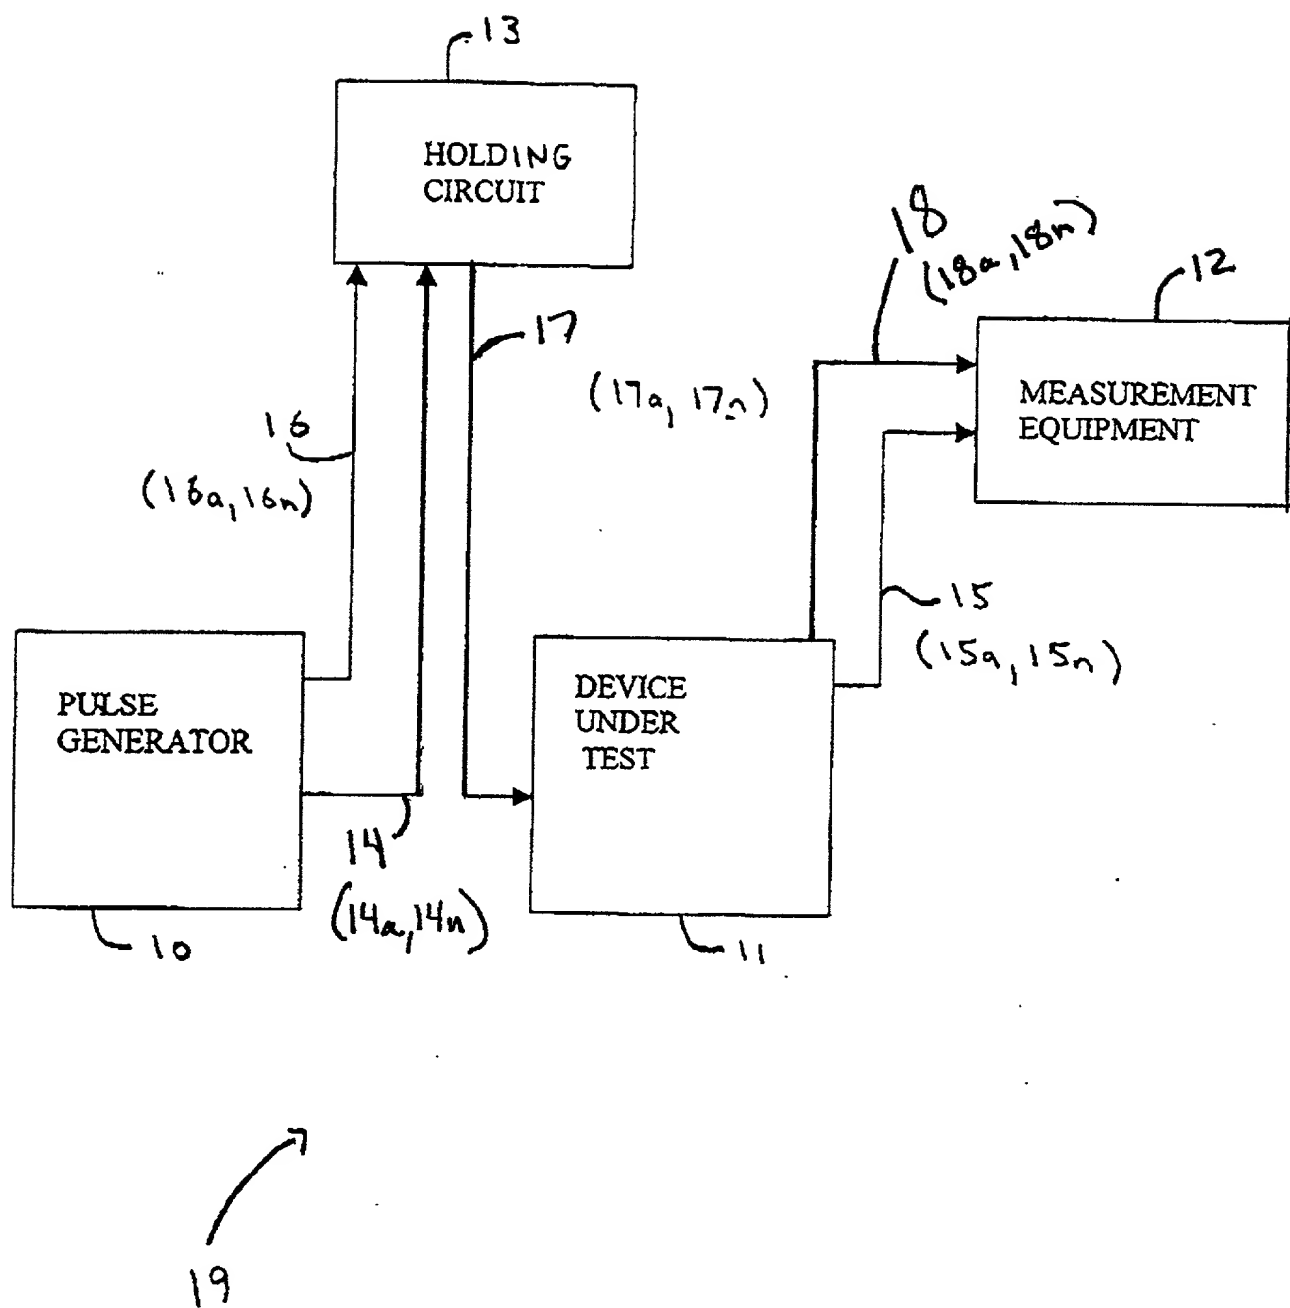 13
HOLDING
CIRCUIT
18
(18a, 18n)
12
17
(17a, 17n)
MEASUREMENT
EQUIPMENT
16
(16a, 16n)
15
(15a, 15n)
PULSE
GENERATOR
DEVICE
UNDER
TEST
14
(14a, 14n)
10
11
19